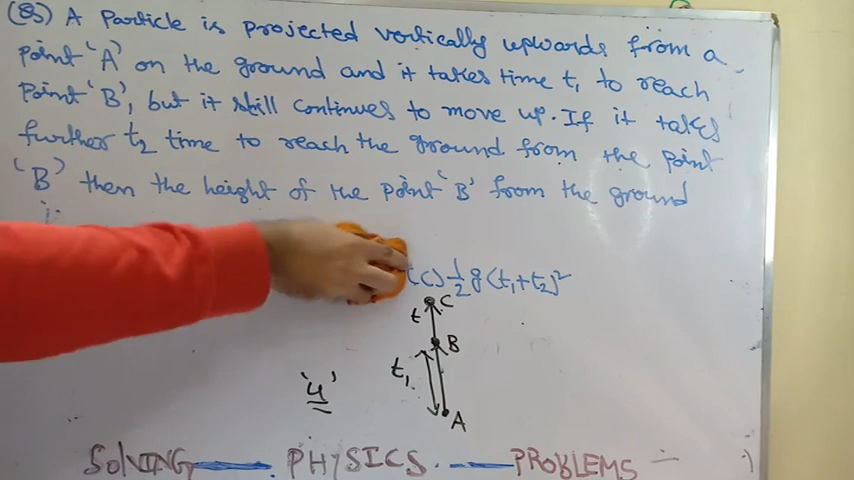 (Q5) A Particle is projected vertically upwards from a
point 'A' on the ground and it takes time t₁ to reach
Point 'B', but it still continues to move up. If it takes
further t₂ time to reach the ground from the point
'B' then the height of the point 'B' from the ground
(C) ½ g (t₁+t₂)²
C
t
B
t₁
'u'
A
SOLVING — PHYSICS — PROBLEMS